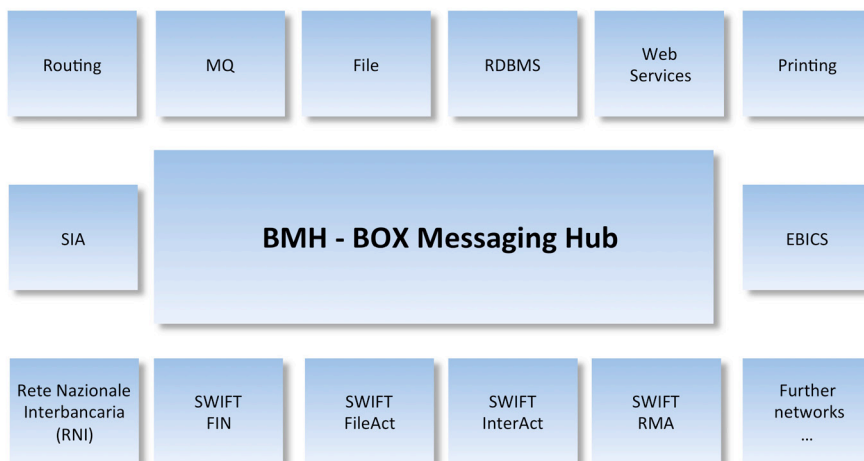 Routing
MQ
File
RDBMS
Web
Services
Printing
SIA
BMH - BOX Messaging Hub
EBICS
Rete Nazionale
Interbancaria
(RNI)
SWIFT
FIN
SWIFT
FileAct
SWIFT
InterAct
SWIFT
RMA
Further
networks
...